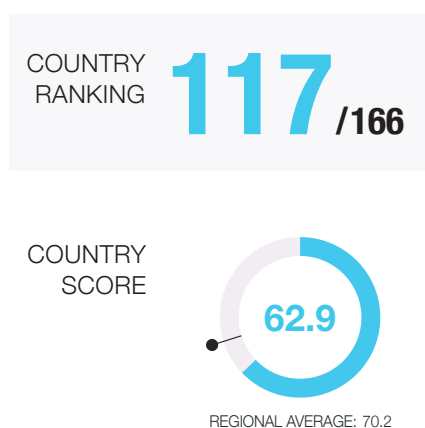 COUNTRY
RANKING
117/166
COUNTRY
SCORE
62.9
REGIONAL AVERAGE: 70.2